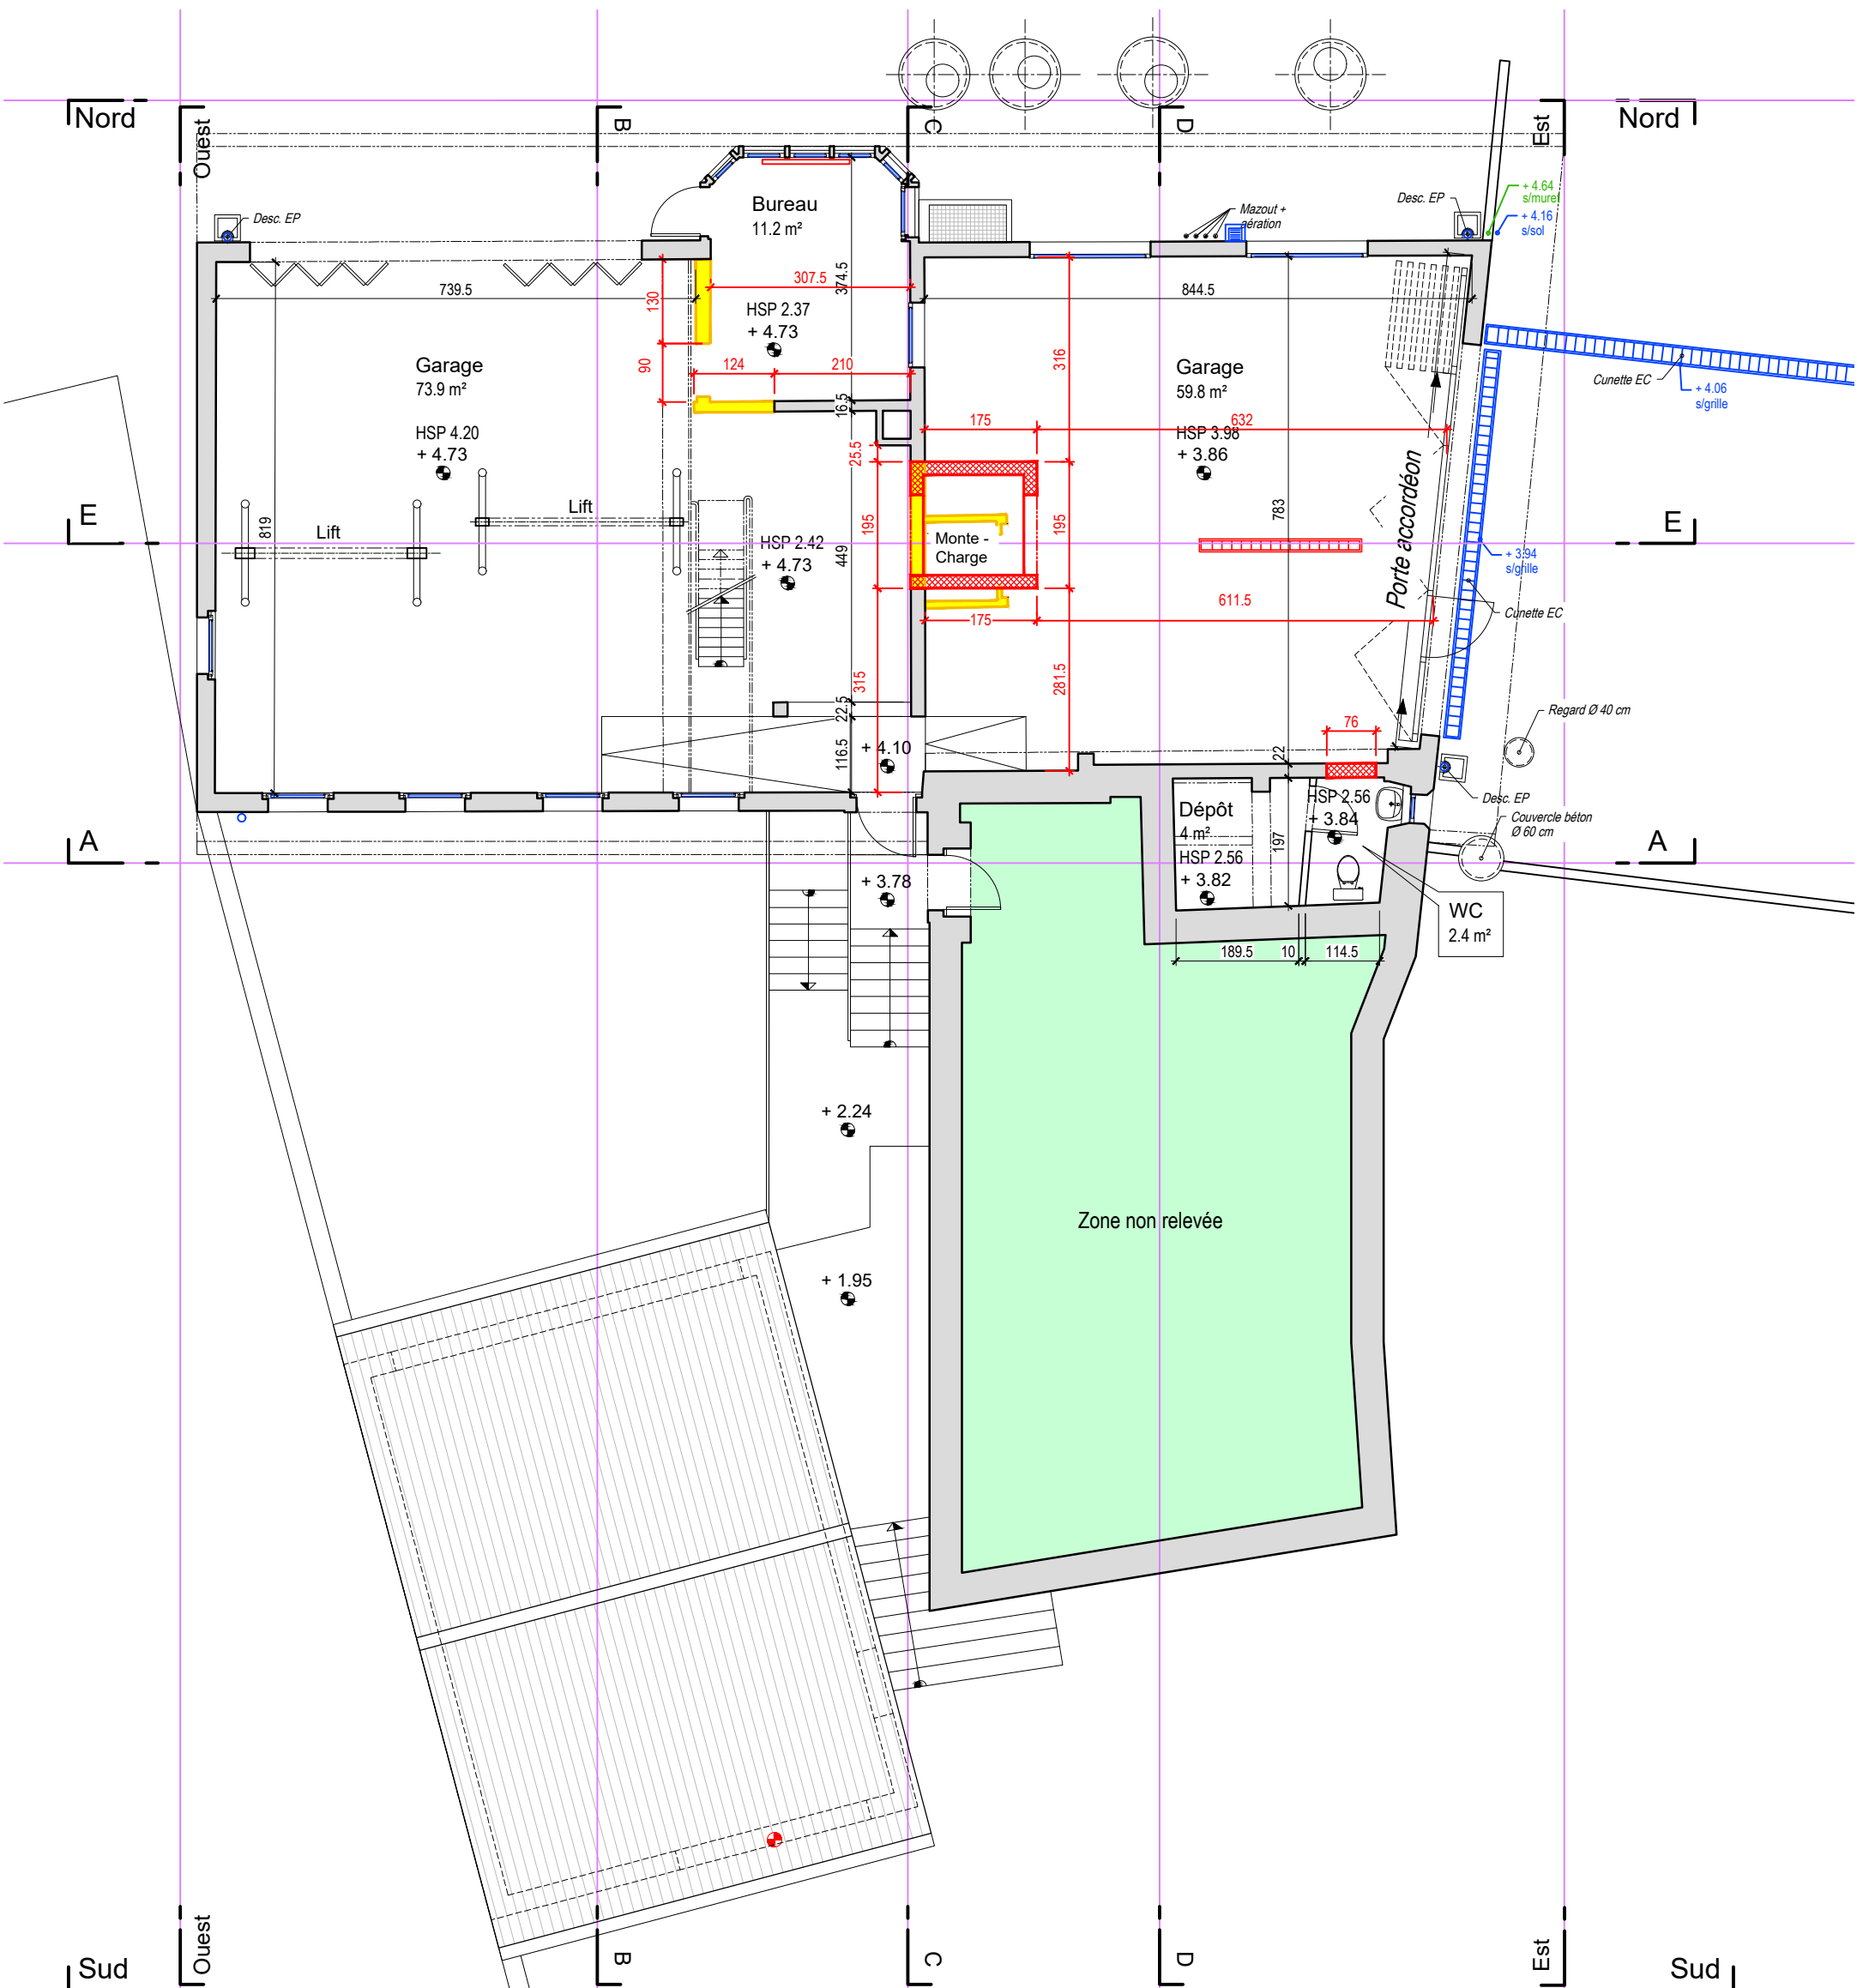 Nord
Ouest
B
C
D
Est
Nord
+ 4.64
s/muret
+ 4.16
s/sol
Desc. EP
Desc. EP
Mazout +
aération
Bureau
11.2 m²
307.5
374.5
HSP 2.37
+ 4.73
739.5
130
844.5
Garage
73.9 m²
HSP 4.20
+ 4.73
90
124
210
16.5
25.5
316
Garage
59.8 m²
HSP 3.98
+ 3.86
175
632
Cunette EC
+ 4.06
s/grille
Porte accordéon
E
E
819
Lift
Lift
HSP 2.42
+ 4.73
449
195
Monte -
Charge
195
783
+ 3.94
s/grille
Cunette EC
175
611.5
315
281.5
22.5
116.5
+ 4.10
76
22
Regard Ø 40 cm
Desc. EP
Couvercle béton
Ø 60 cm
A
A
Dépôt
4 m²
HSP 2.56
+ 3.82
197
HSP 2.56
+ 3.84
+ 3.78
WC
2.4 m²
189.5
10
114.5
+ 2.24
Zone non relevée
+ 1.95
Sud
Ouest
B
C
D
Est
Sud